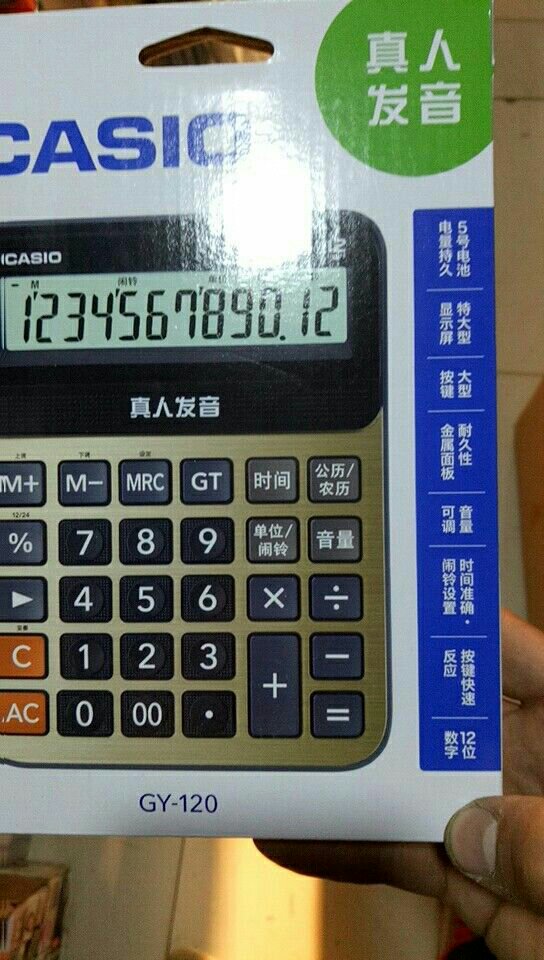 真人
发音
CASIO
CASIO
12
- M 闹铃 单位
1234567890.12
真人发音
上调 下调 设定
M+ M− MRC GT 时间 公历/农历
12/24
% 7 8 9 单位/闹铃 音量
▶ 4 5 6 × ÷
C 1 2 3 + −
AC 0 00 · =
GY-120
5号电池
电量持久
特大型
显示屏
大型
按键
耐久性
金属面板
音量
可调
时间准确·
闹铃设置
按键快速
反应
12位
数字